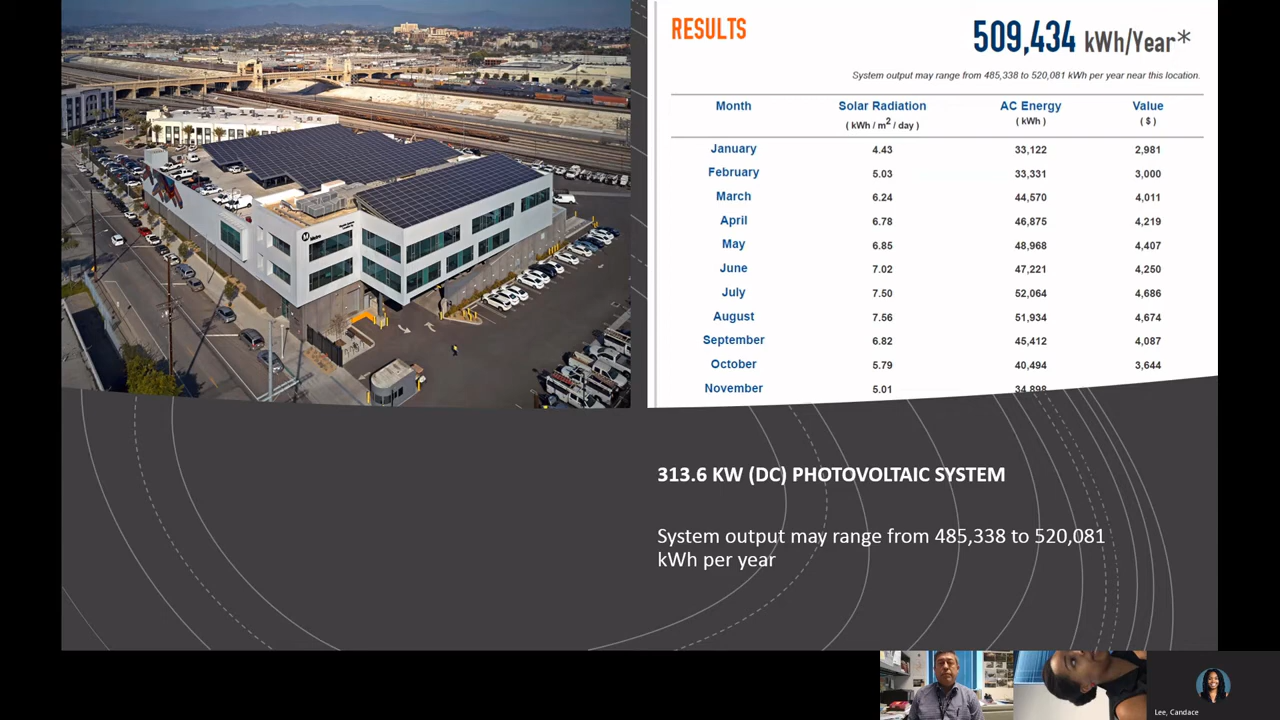 RESULTS
509,434 kWh/Year*
System output may range from 485,338 to 520,081 kWh per year near this location.
Month Solar Radiation AC Energy Value
( kWh / m2 / day ) ( kWh ) ( $ )
January 4.43 33,122 2,981
February 5.03 33,331 3,000
March 6.24 44,570 4,011
April 6.78 46,875 4,219
May 6.85 48,968 4,407
June 7.02 47,221 4,250
July 7.50 52,064 4,686
August 7.56 51,934 4,674
September 6.82 45,412 4,087
October 5.79 40,494 3,644
November 5.01 34,898
Metro
313.6 KW (DC) PHOTOVOLTAIC SYSTEM
System output may range from 485,338 to 520,081
kWh per year
Lee, Candace